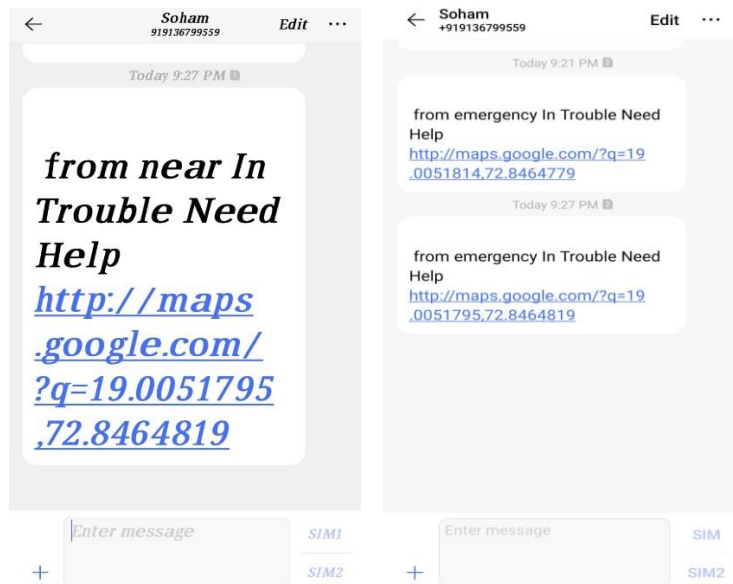 Soham
919136799559
Edit
Today 9:27 PM
from near In
Trouble Need
Help
http://maps
.google.com/
?q=19.0051795
,72.8464819
Enter message
SIM1
SIM2
Soham
+919136799559
Edit
Today 9:21 PM 2
from emergency In Trouble Need
Help
http://maps.google.com/?q=19
.0051814,72.8464779
Today 9:27 PM 2
from emergency In Trouble Need
Help
http://maps.google.com/?q=19
.0051795,72.8464819
Enter message
SIM
SIM2